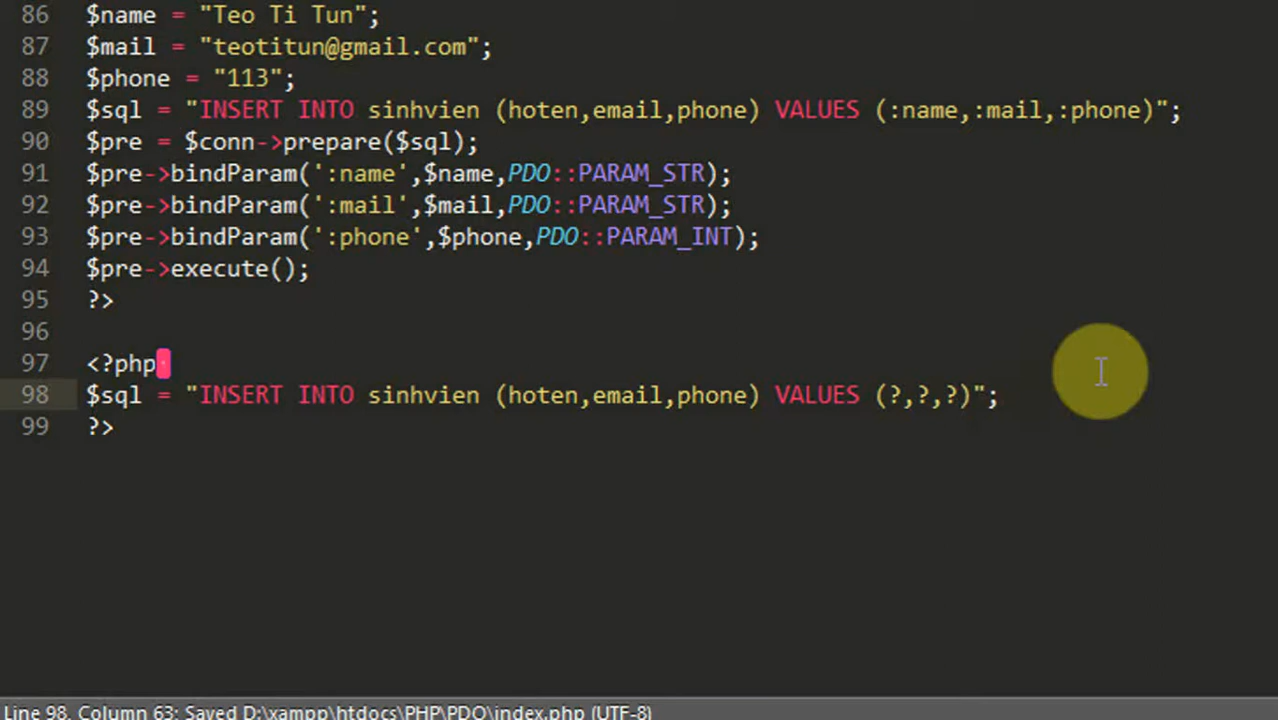 86 $name = "Teo Ti Tun";
87 $mail = "teotitun@gmail.com";
88 $phone = "113";
89 $sql = "INSERT INTO sinhvien (hoten,email,phone) VALUES (:name,:mail,:phone)";
90 $pre = $conn->prepare($sql);
91 $pre->bindParam(':name',$name,PDO::PARAM_STR);
92 $pre->bindParam(':mail',$mail,PDO::PARAM_STR);
93 $pre->bindParam(':phone',$phone,PDO::PARAM_INT);
94 $pre->execute();
95 ?>
96
97 <?php
98 $sql = "INSERT INTO sinhvien (hoten,email,phone) VALUES (?,?,?)";
99 ?>
Line 98, Column 63; Saved D:\xampp\htdocs\PHP\PDO\index.php (UTF-8)